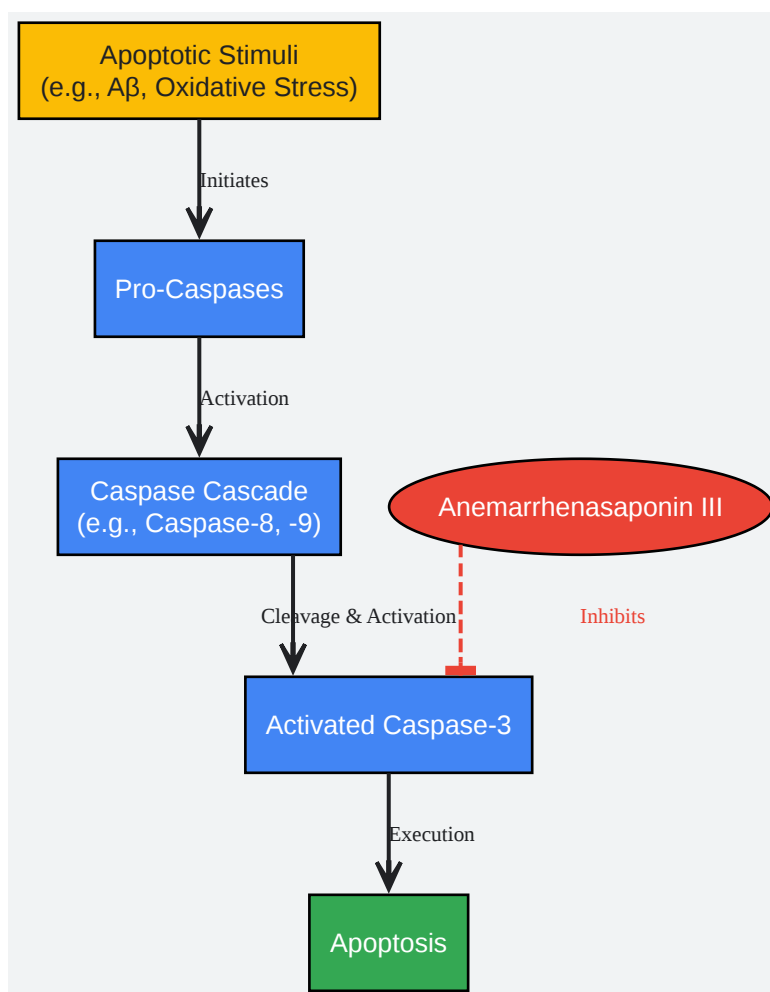 Apoptotic Stimuli
(e.g., Aβ, Oxidative Stress)
Initiates
Pro-Caspases
Activation
Caspase Cascade
(e.g., Caspase-8, -9)
Anemarrhenasaponin III
Cleavage & Activation
Inhibits
Activated Caspase-3
Execution
Apoptosis